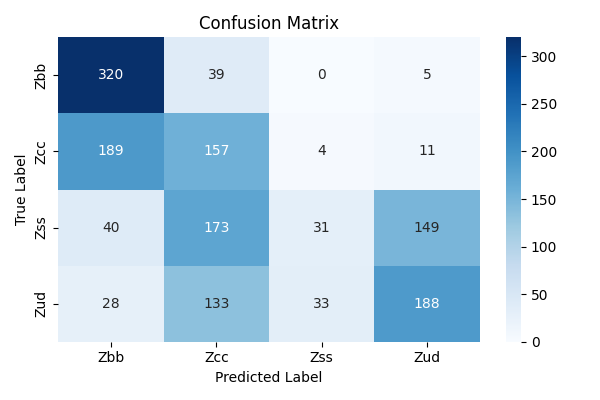 Confusion Matrix
True Label
Zbb 320 39 0 5
Zcc 189 157 4 11
Zss 40 173 31 149
Zud 28 133 33 188
Zbb Zcc Zss Zud
Predicted Label
300
250
200
150
100
50
0